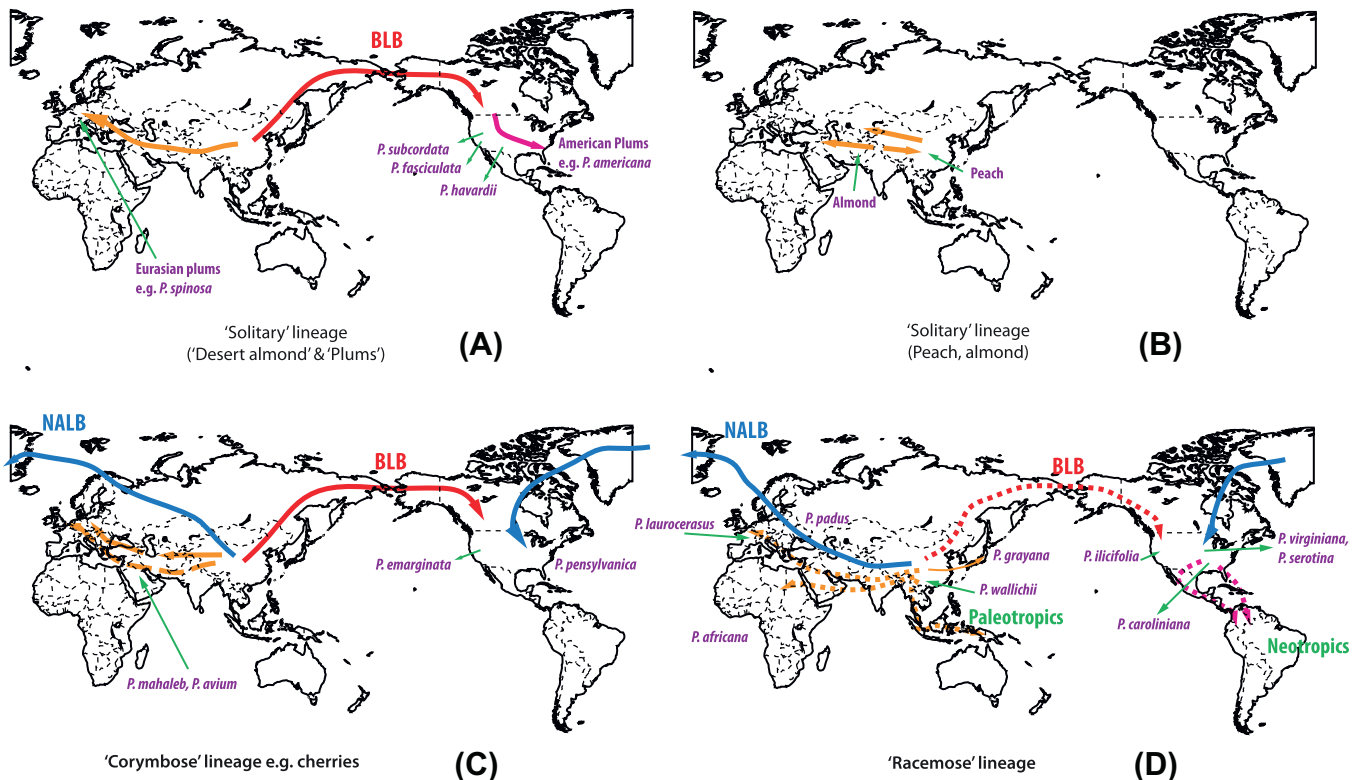 BLB
P. subcordata
P. fasciculata
P. havardii
American Plums
e.g. P. americana
Eurasian plums
e.g. P. spinosa
'Solitary' lineage
('Desert almond' & 'Plums')
(A)
Peach
Almond
'Solitary' lineage
(Peach, almond)
(B)
NALB
BLB
P. emarginata
P. pensylvanica
P. mahaleb, P. avium
'Corymbose' lineage e.g. cherries
(C)
NALB
BLB
P. laurocerasus
P. padus
P. grayana
P. wallichii
Paleotropics
P. africana
P. ilicifolia
P. virginiana,
P. serotina
P. caroliniana
Neotropics
'Racemose' lineage
(D)